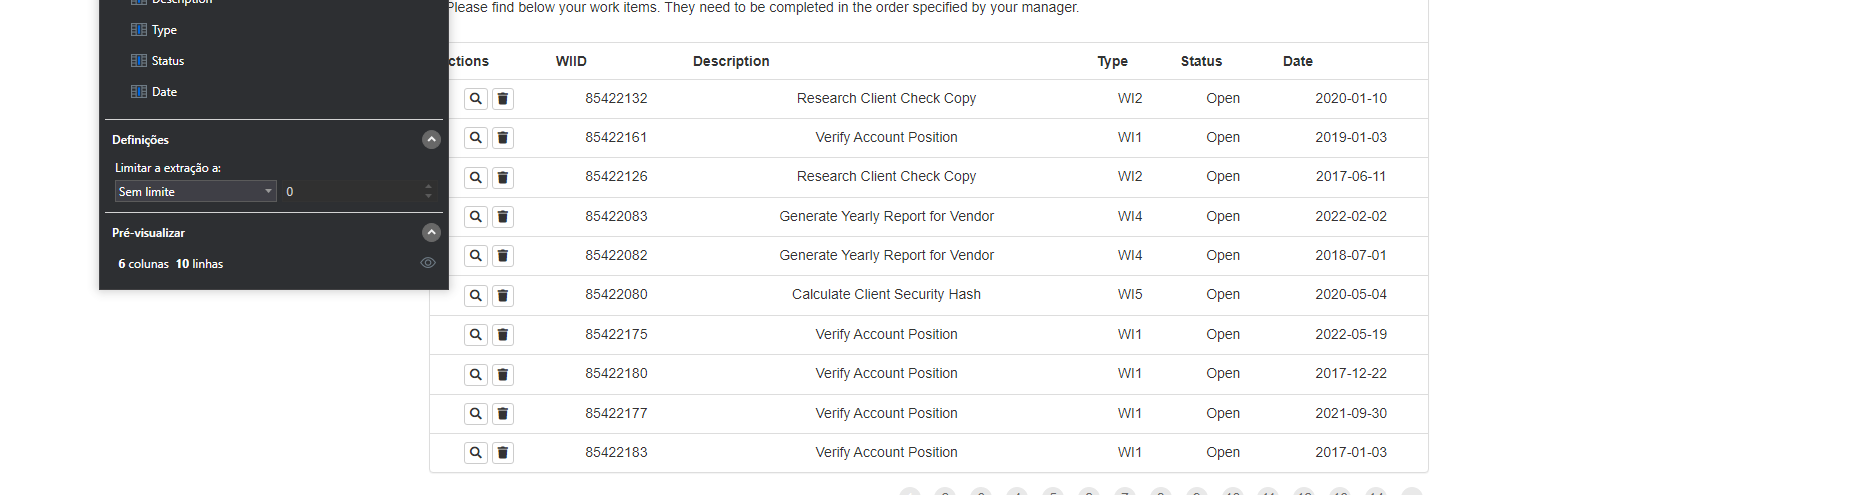 Description
Type
Status
Date
Definições
Limitar a extração a:
Sem limite 0
Pré-visualizar
6 colunas 10 linhas
Please find below your work items. They need to be completed in the order specified by your manager.
ctions WIID Description Type Status Date
85422132 Research Client Check Copy WI2 Open 2020-01-10
85422161 Verify Account Position WI1 Open 2019-01-03
85422126 Research Client Check Copy WI2 Open 2017-06-11
85422083 Generate Yearly Report for Vendor WI4 Open 2022-02-02
85422082 Generate Yearly Report for Vendor WI4 Open 2018-07-01
85422080 Calculate Client Security Hash WI5 Open 2020-05-04
85422175 Verify Account Position WI1 Open 2022-05-19
85422180 Verify Account Position WI1 Open 2017-12-22
85422177 Verify Account Position WI1 Open 2021-09-30
85422183 Verify Account Position WI1 Open 2017-01-03